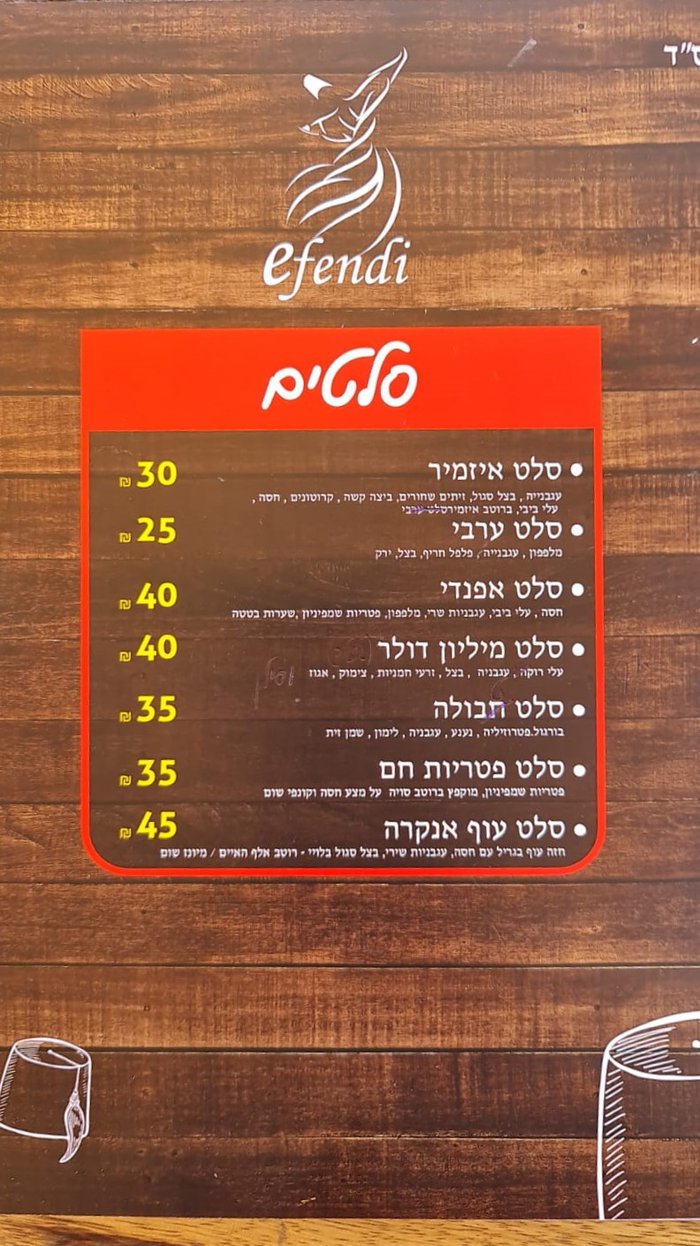 ס"ד
efendi
סלטים
סלט איזמיר 30 ₪
עגבנייה , בצל סגול, זיתים שחורים, ביצה קשה , קרוטונים , חסה ,
עלי ביבי, ברוטב איזמירסלט ערבי
סלט ערבי 25 ₪
מלפפון , עגבנייה , פלפל חריף, בצל, ירק
סלט אפנדי 40 ₪
חסה , עלי ביבי, עגבניות שרי, מלפפון, פטריות שמפיניון ,שערות בטטה
סלט מיליון דולר 40 ₪
עלי רוקה , עגבניה , בצל , זרעי חמניות , צימוק , אגוז
סלט תבולה 35 ₪
בורגול.פטרוזיליה , נענע , עגבניה , לימון , שמן זית
סלט פטריות חם 35 ₪
פטריות שמפיניון, מוקפץ ברוטב סויה על מצע חסה וקונפי שום
סלט עוף אנקרה 45 ₪
חזה עוף בגריל עם חסה, עגבניות שירי, בצל סגול בלויי - רוטב אלף האיים / מיונז שום